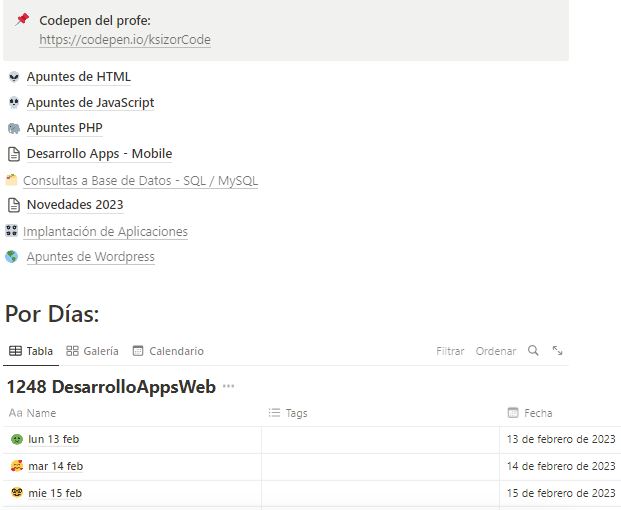 Codepen del profe:
https://codepen.io/ksizorCode
Apuntes de HTML
Apuntes de JavaScript
Apuntes PHP
Desarrollo Apps - Mobile
Consultas a Base de Datos - SQL / MySQL
Novedades 2023
Implantación de Aplicaciones
Apuntes de Wordpress
Por Días:
Tabla Galería Calendario Filtrar Ordenar
1248 DesarrolloAppsWeb ···
Aa Name Tags Fecha
lun 13 feb 13 de febrero de 2023
mar 14 feb 14 de febrero de 2023
mie 15 feb 15 de febrero de 2023